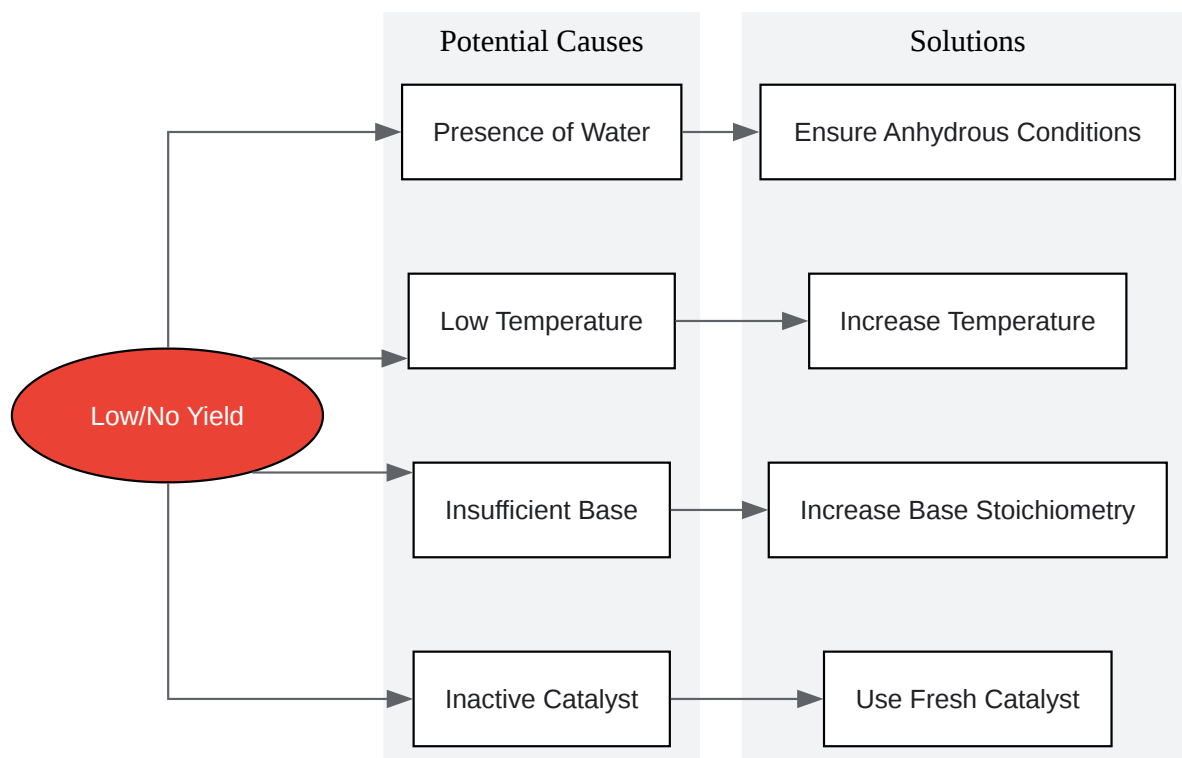 Potential Causes
Solutions
Presence of Water
Ensure Anhydrous Conditions
Low Temperature
Increase Temperature
Low/No Yield
Insufficient Base
Increase Base Stoichiometry
Inactive Catalyst
Use Fresh Catalyst